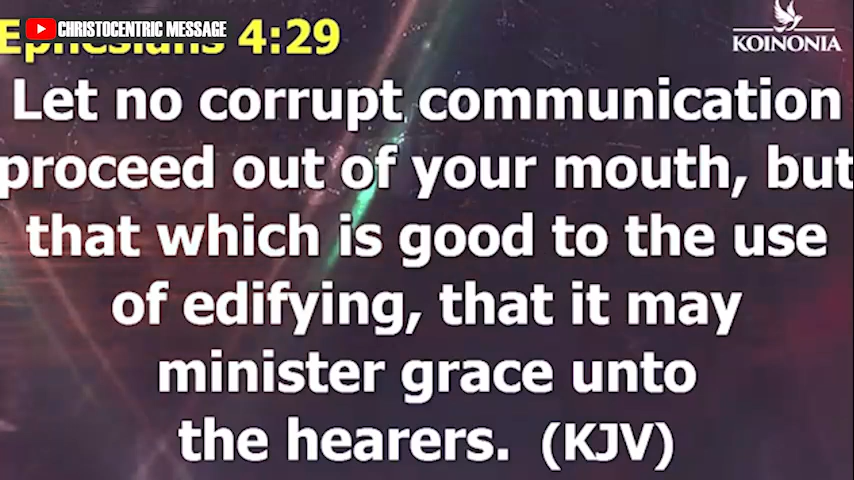 CHRISTOCENTRIC MESSAGE
KOINONIA
Ephesians 4:29
Let no corrupt communication
proceed out of your mouth, but
that which is good to the use
of edifying, that it may
minister grace unto
the hearers. (KJV)